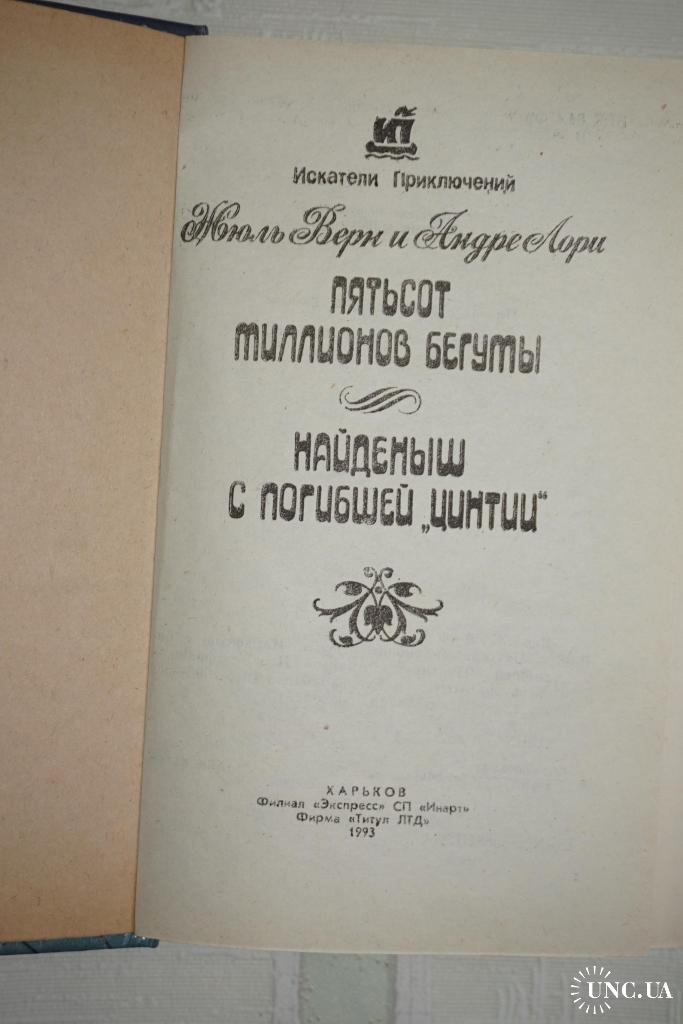 ИП
Искатели Приключений
Жюль Верн и Андре Лори
ПЯТЬСОТ
МИЛЛИОНОВ БЕГУМЫ
НАЙДЕНЫШ
С ПОГИБШЕЙ „ЦИНТИИ“
ХАРЬКОВ
Филиал «Экспресс» СП «Инарт»
Фирма «Титул ЛТД»
1993
UNC.UA